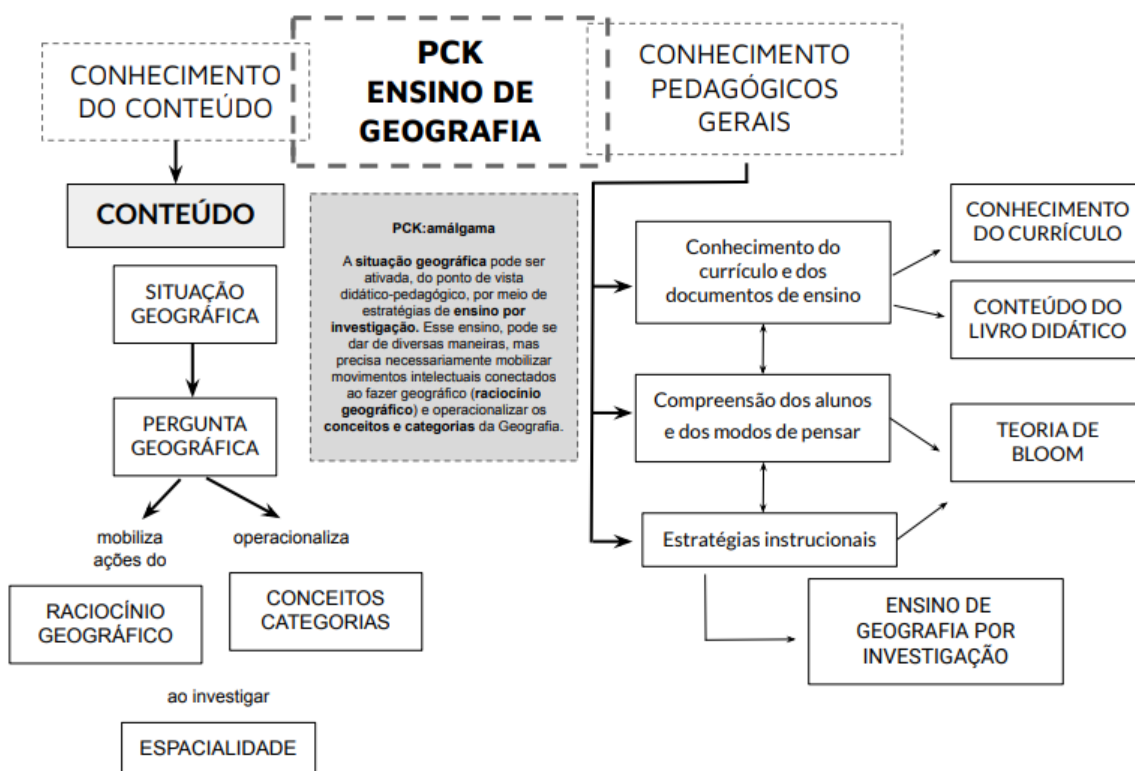 CONHECIMENTO
DO CONTEÚDO
PCK
ENSINO DE
GEOGRAFIA
CONHECIMENTO
PEDAGÓGICOS
GERAIS
CONTEÚDO
SITUAÇÃO
GEOGRÁFICA
PERGUNTA
GEOGRÁFICA
mobiliza
ações do
operacionaliza
RACIOCÍNIO
GEOGRÁFICO
CONCEITOS
CATEGORIAS
ao investigar
ESPACIALIDADE
PCK:amálgama
A situação geográfica pode ser
ativada, do ponto de vista
didático-pedagógico, por meio de
estratégias de ensino por
investigação. Esse ensino, pode se
dar de diversas maneiras, mas
precisa necessariamente mobilizar
movimentos intelectuais conectados
ao fazer geográfico (raciocínio
geográfico) e operacionalizar os
conceitos e categorias da Geografia.
Conhecimento do
currículo e dos
documentos de ensino
CONHECIMENTO
DO CURRÍCULO
CONTEÚDO DO
LIVRO DIDÁTICO
Compreensão dos alunos
e dos modos de pensar
TEORIA DE
BLOOM
Estratégias instrucionais
ENSINO DE
GEOGRAFIA POR
INVESTIGAÇÃO